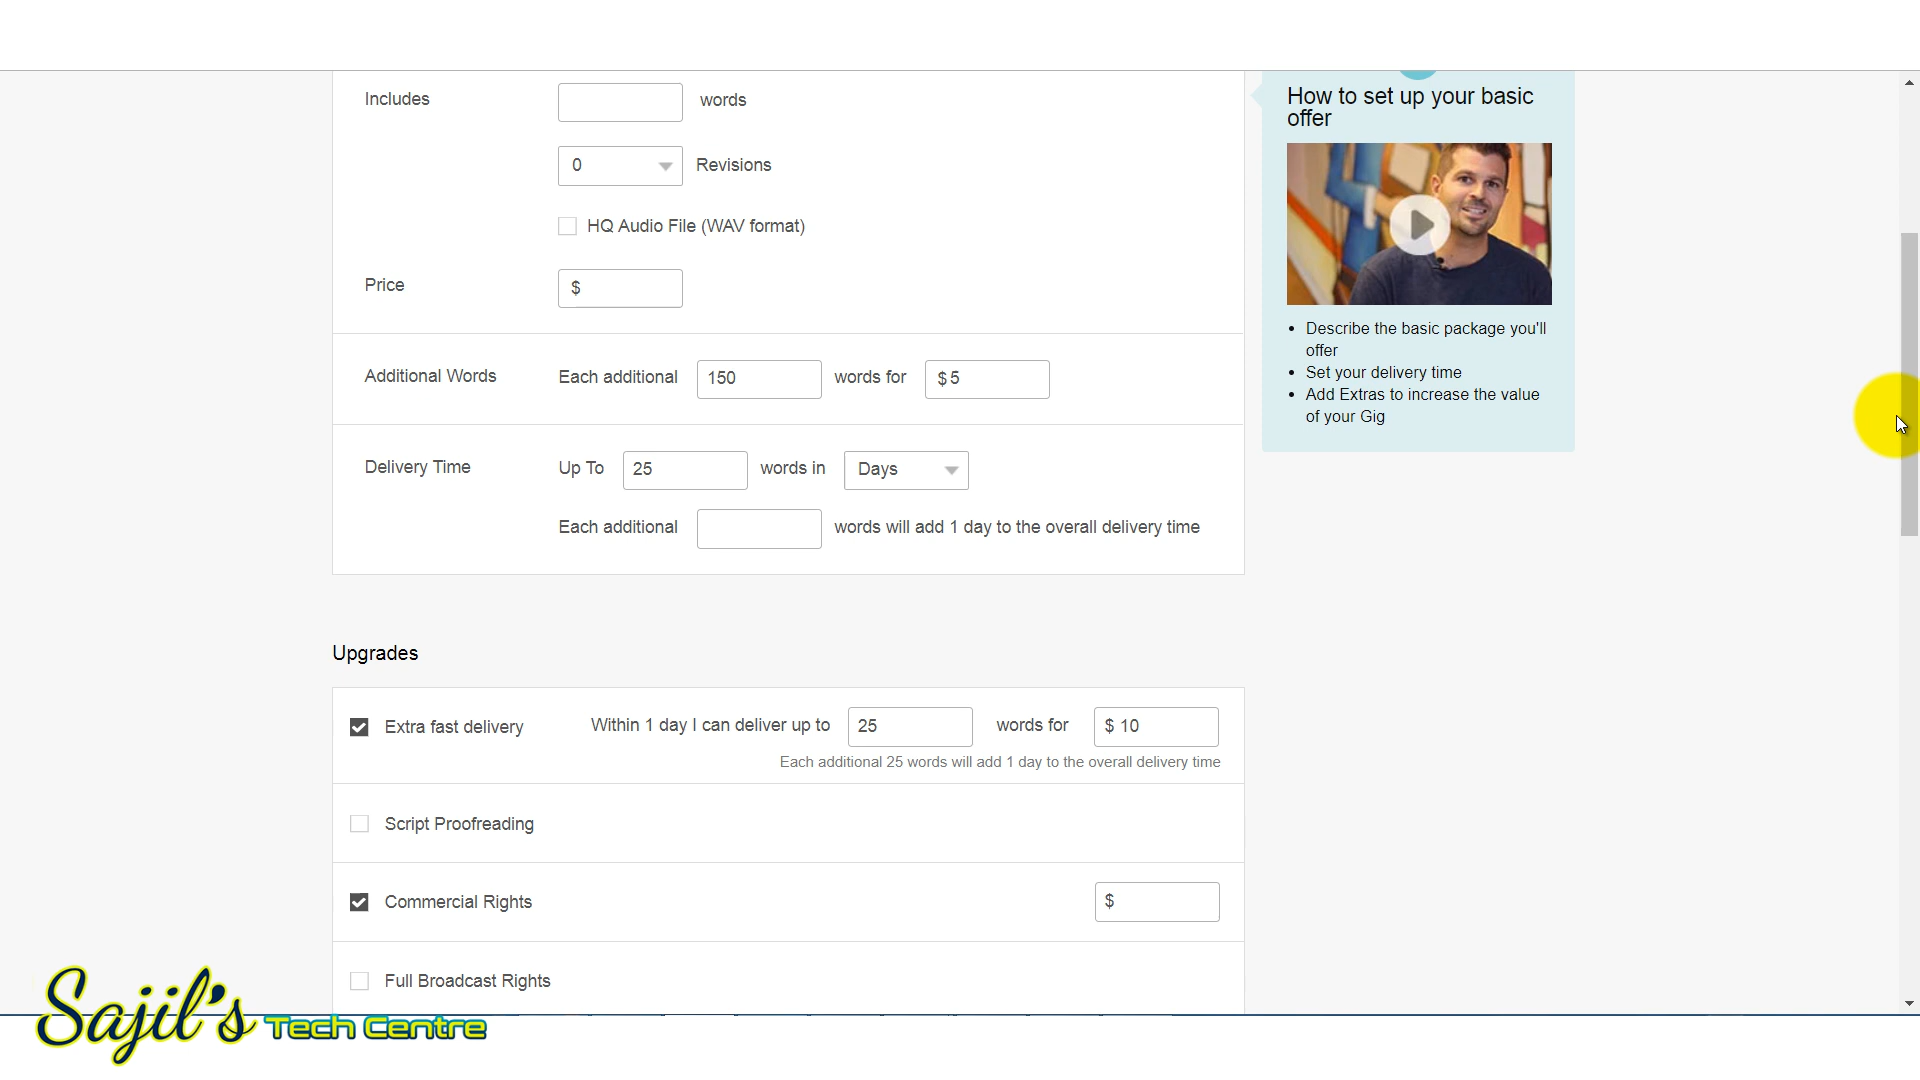 Includes words
0 Revisions
HQ Audio File (WAV format)
Price $
Additional Words Each additional 150 words for $5
Delivery Time Up To 25 words in Days
Each additional words will add 1 day to the overall delivery time
Upgrades
Extra fast delivery Within 1 day I can deliver up to 25 words for $ 10
Each additional 25 words will add 1 day to the overall delivery time
Script Proofreading
Commercial Rights $
Full Broadcast Rights
How to set up your basic
offer
• Describe the basic package you'll
offer
• Set your delivery time
• Add Extras to increase the value
of your Gig
Sajil's Tech Centre